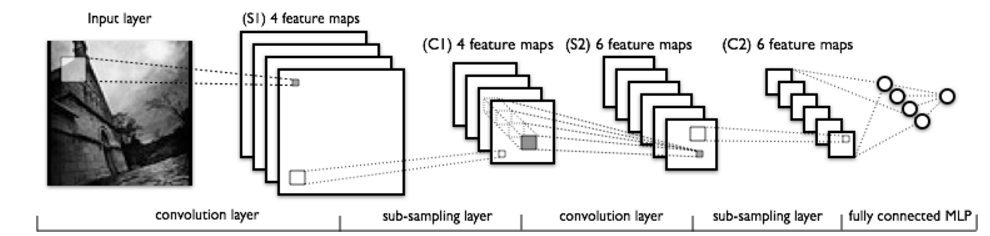 Input layer
(S1) 4 feature maps
(C1) 4 feature maps
(S2) 6 feature maps
(C2) 6 feature maps
convolution layer
sub-sampling layer
convolution layer
sub-sampling layer
fully connected MLP